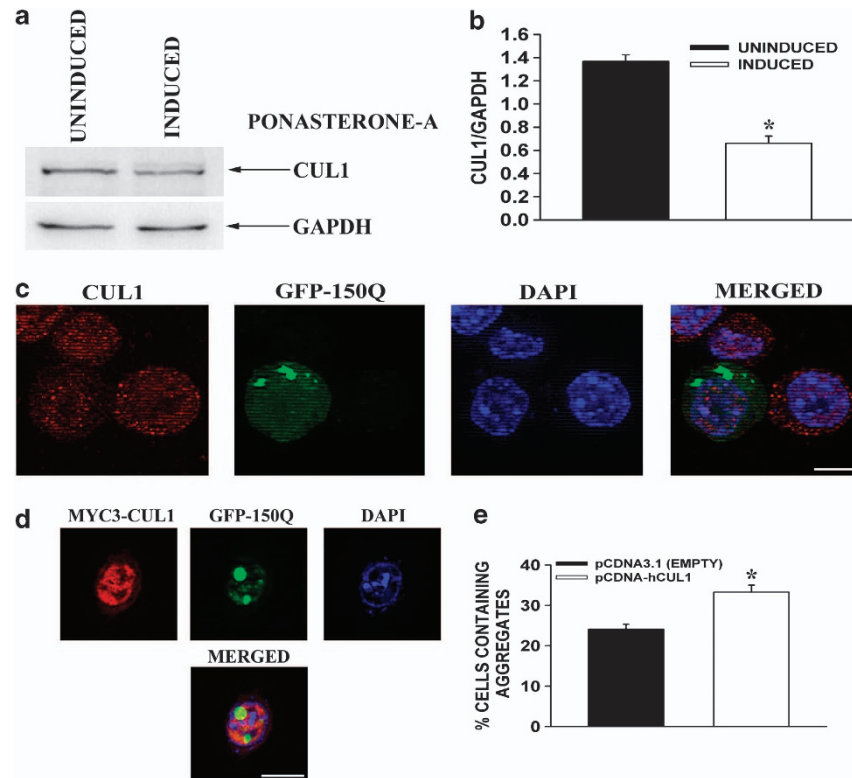 a
UNINDUCED
INDUCED
PONASTERONE-A
CUL1
GAPDH
b
1.6
1.4
1.2
1.0
0.8
0.6
0.4
0.2
0.0
CUL1/GAPDH
UNINDUCED
INDUCED
*
c
CUL1
GFP-150Q
DAPI
MERGED
d
MYC3-CUL1
GFP-150Q
DAPI
MERGED
e
40
30
20
10
0
% CELLS CONTAINING
AGGREGATES
pCDNA3.1 (EMPTY)
pCDNA-hCUL1
*